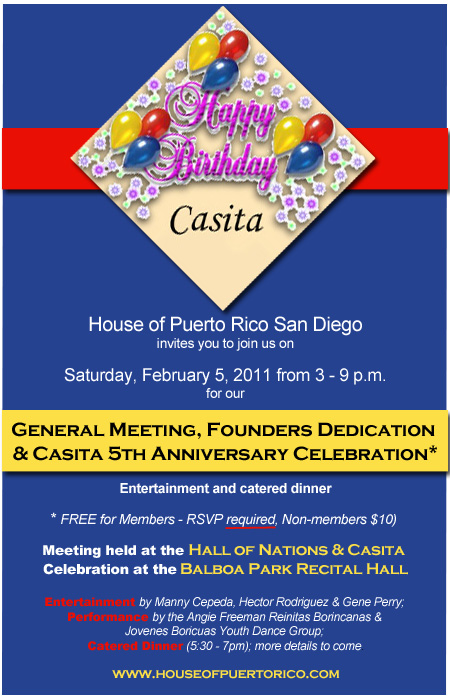 Happy
Birthday
Casita
House of Puerto Rico San Diego
invites you to join us on
Saturday, February 5, 2011 from 3 - 9 p.m.
for our
General Meeting, Founders Dedication
& Casita 5th Anniversary Celebration*
Entertainment and catered dinner
* FREE for Members - RSVP required, Non-members $10)
Meeting held at the Hall of Nations & Casita
Celebration at the Balboa Park Recital Hall
Entertainment by Manny Cepeda, Hector Rodriguez & Gene Perry;
Performance by the Angie Freeman Reinitas Borincanas &
Jovenes Boricuas Youth Dance Group;
Catered Dinner (5:30 - 7pm); more details to come
www.houseofpuertorico.com